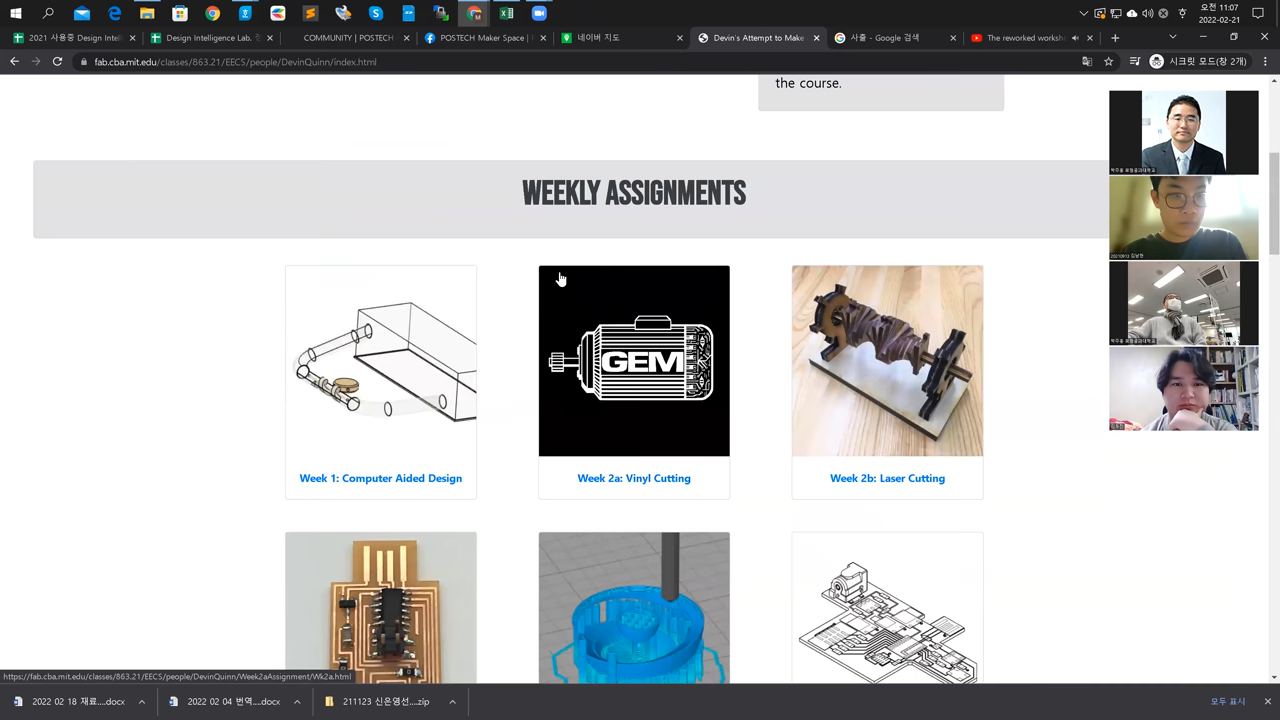 오전 11:07
2022-02-21
2021 사용중 Design Intelli
Design Intelligence Lab. 정
COMMUNITY | POSTECH
POSTECH Maker Space |
네이버 지도
Devin's Attempt to Make
사출 - Google 검색
The reworked worksh
fab.cba.mit.edu/classes/863.21/EECS/people/DevinQuinn/index.html
시크릿 모드(창 2개)
the course.
WEEKLY ASSIGNMENTS
GEM
Week 1: Computer Aided Design
Week 2a: Vinyl Cutting
Week 2b: Laser Cutting
https://fab.cba.mit.edu/classes/863.21/EECS/people/DevinQuinn/Week2aAssignment/Wk2a.html
2022 02 18 재료....docx
2022 02 04 번역....docx
211123 신은영선....zip
모두 표시